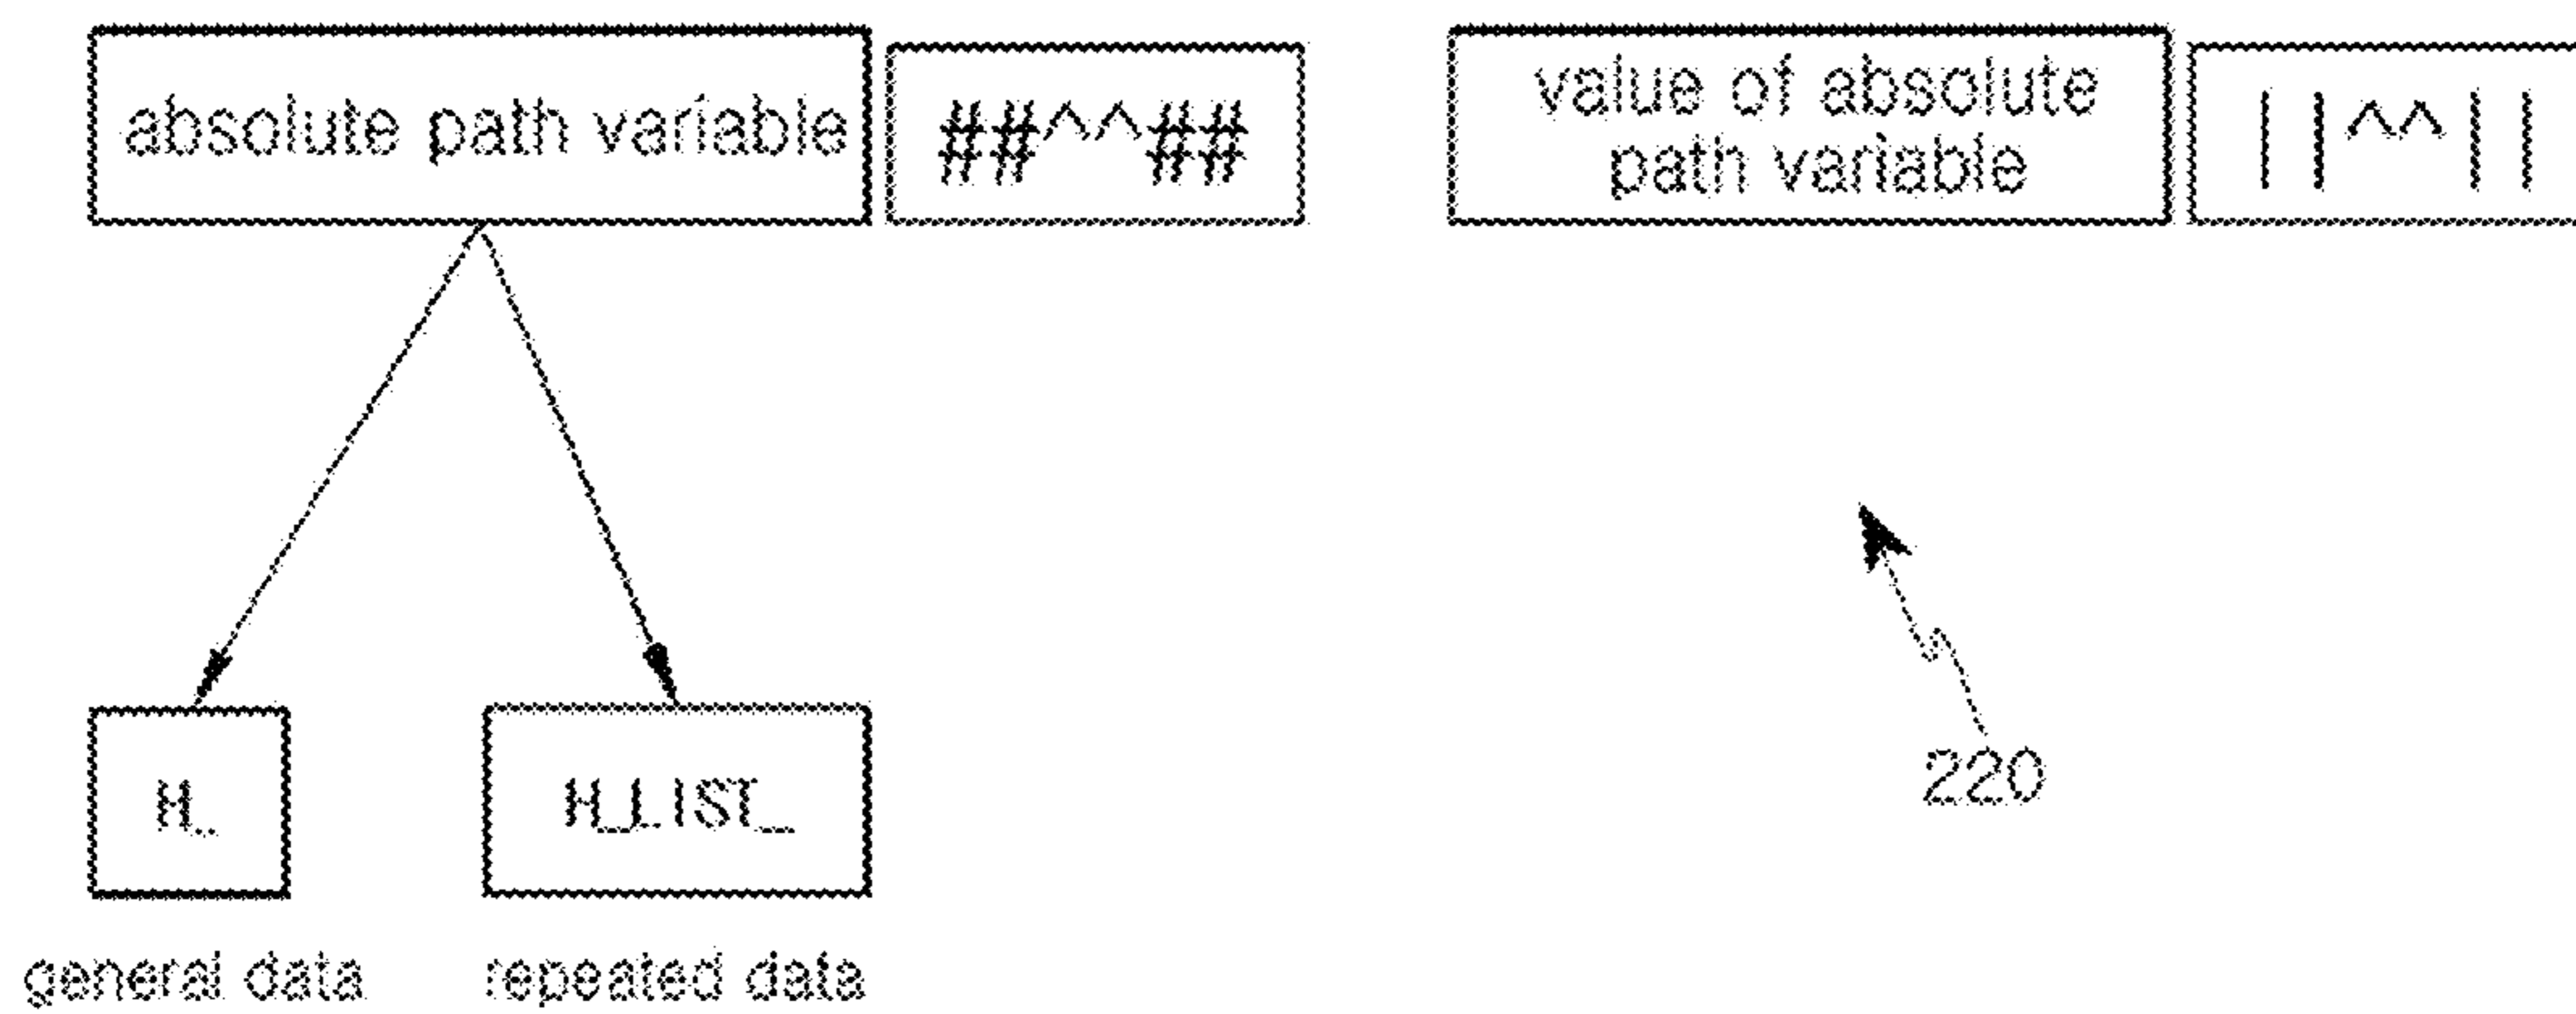 absolute path variable
##^^##
value of absolute
path variable
||^^||
H_
H_LIST_
220
general data
repeated data